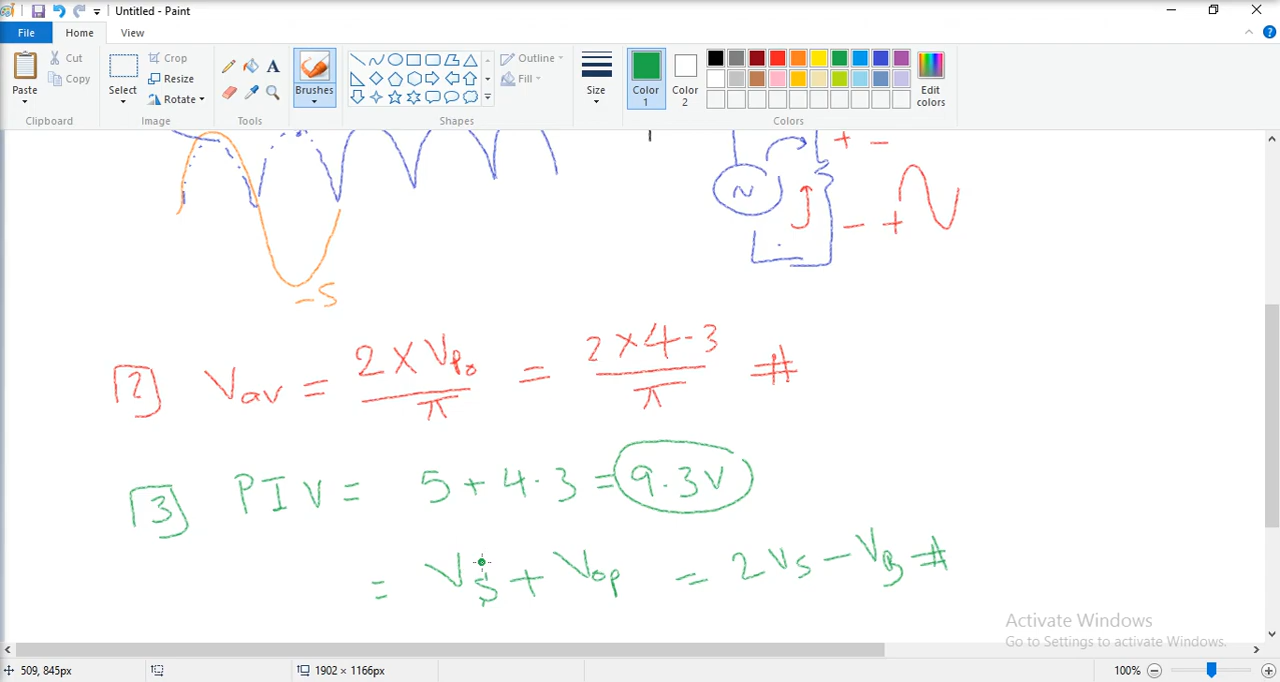 Untitled - Paint
File Home View
Paste
Cut
Copy
Clipboard
Select
Crop
Resize
Rotate
Image
A
Tools
Brushes
Outline
Fill
Shapes
Size
Color 1
Color 2
Edit colors
Colors
+ -
- +
-5
[2] Vav = 2 × Vpo / π = 2 × 4.3 / π #
[3] PIV = 5 + 4.3 = 9.3V
= Vs + Vop = 2Vs - VB #
Activate Windows
Go to Settings to activate Windows.
509, 845px
1902 × 1166px
100%